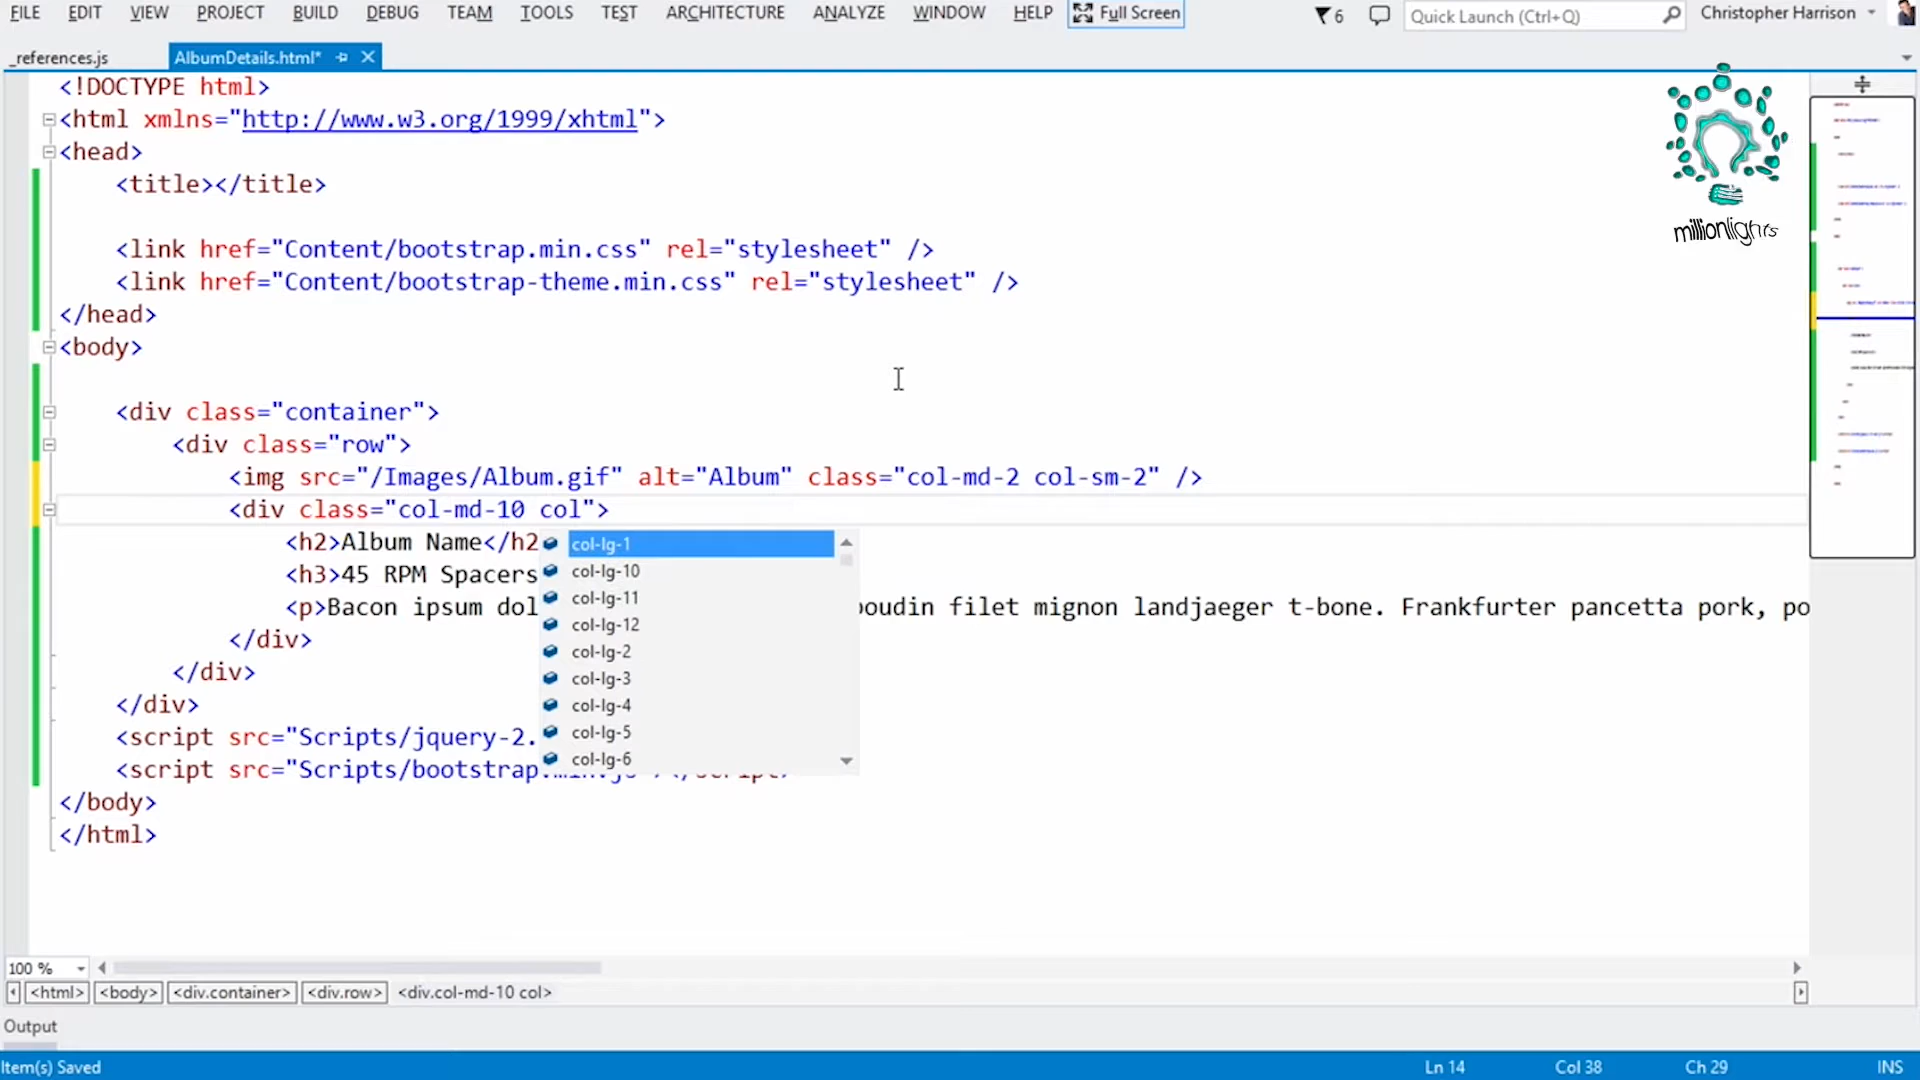 FILE EDIT VIEW PROJECT BUILD DEBUG TEAM TOOLS TEST ARCHITECTURE ANALYZE WINDOW HELP Full Screen 6 Quick Launch (Ctrl+Q) Christopher Harrison
_references.js AlbumDetails.html*
<!DOCTYPE html>
<html xmlns="http://www.w3.org/1999/xhtml">
<head>
<title></title>
<link href="Content/bootstrap.min.css" rel="stylesheet" />
<link href="Content/bootstrap-theme.min.css" rel="stylesheet" />
</head>
<body>
<div class="container">
<div class="row">
<img src="/Images/Album.gif" alt="Album" class="col-md-2 col-sm-2" />
<div class="col-md-10 col">
<h2>Album Name</h2
<h3>45 RPM Spacers
<p>Bacon ipsum dol oudin filet mignon landjaeger t-bone. Frankfurter pancetta pork, po
</div>
</div>
</div>
<script src="Scripts/jquery-2.
<script src="Scripts/bootstrap.min.js"></script>
</body>
</html>
col-lg-1
col-lg-10
col-lg-11
col-lg-12
col-lg-2
col-lg-3
col-lg-4
col-lg-5
col-lg-6
millionlights
100 %
<html> <body> <div.container> <div.row> <div.col-md-10 col>
Output
Item(s) Saved Ln 14 Col 38 Ch 29 INS